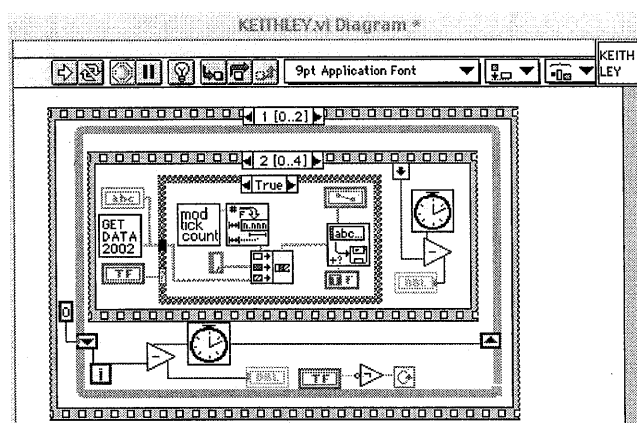 KEITHLEY.vi Diagram *
9pt Application Font
KEITH
LEY
1 [0..2]
2 [0..4]
True
abc
GET
DATA
2002
TF
mod
tick
count
#
F
n.nnn
abc...
+?
T F
DBL
0
i
DBL
TF